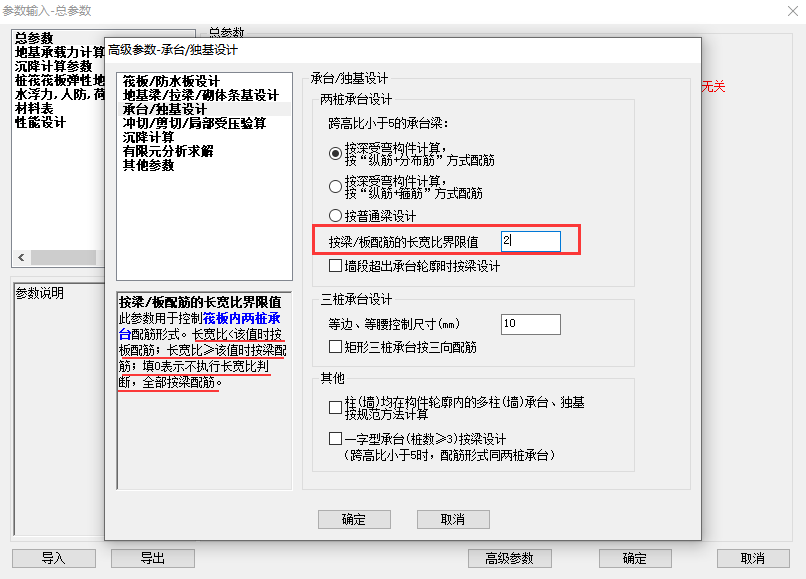 参数输入-总参数
总参数
地基承载力计算
沉降计算参数
桩筏筏板弹性地
水浮力,人防,荷
材料表
性能设计
总参数
无关
参数说明
导入
导出
高级参数
确定
取消
高级参数-承台/独基设计
筏板/防水板设计
地基梁/拉梁/砌体条基设计
承台/独基设计
冲切/剪切/局部受压验算
沉降计算
有限元分析求解
其他参数
按梁/板配筋的长宽比界限值
此参数用于控制筏板内两桩承
台配筋形式。长宽比<该值时按
板配筋；长宽比≥该值时按梁配
筋；填0表示不执行长宽比判
断，全部按梁配筋。
承台/独基设计
两桩承台设计
跨高比小于5的承台梁：
按深受弯构件计算，
按“纵筋+分布筋”方式配筋
按深受弯构件计算，
按“纵筋+箍筋”方式配筋
按普通梁设计
按梁/板配筋的长宽比界限值 2
墙段超出承台轮廓时按梁设计
三桩承台设计
等边、等腰控制尺寸(mm) 10
矩形三桩承台按三向配筋
其他
柱(墙)均在构件轮廓内的多柱(墙)承台、独基
按规范方法计算
一字型承台(桩数≥3)按梁设计
（跨高比小于5时，配筋形式同两桩承台）
确定
取消